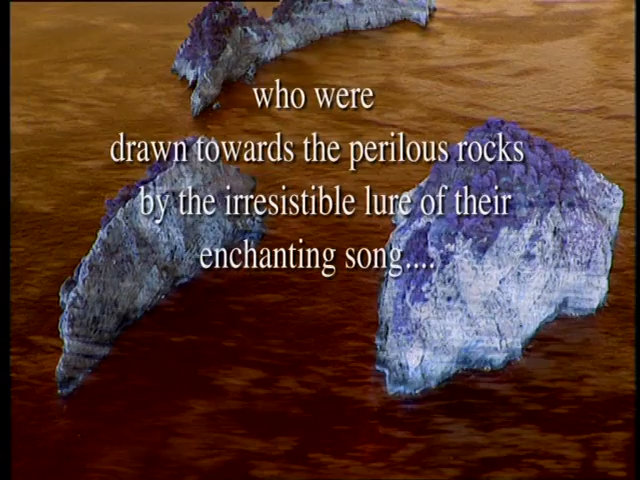 who were
drawn towards the perilous rocks
by the irresistible lure of their
enchanting song....